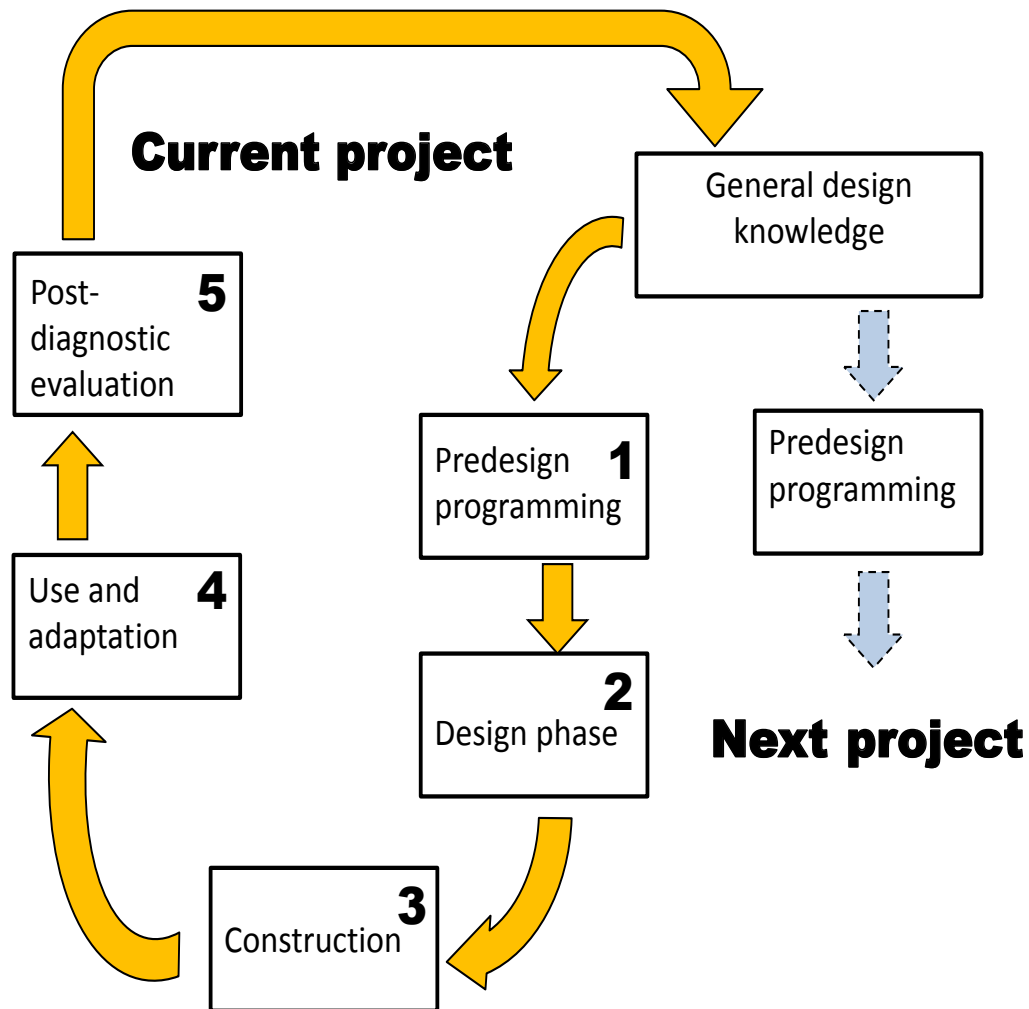 Current project
General design
knowledge
5
Post-
diagnostic
evaluation
1
Predesign
programming
Predesign
programming
4
Use and
adaptation
2
Design phase
Next project
3
Construction